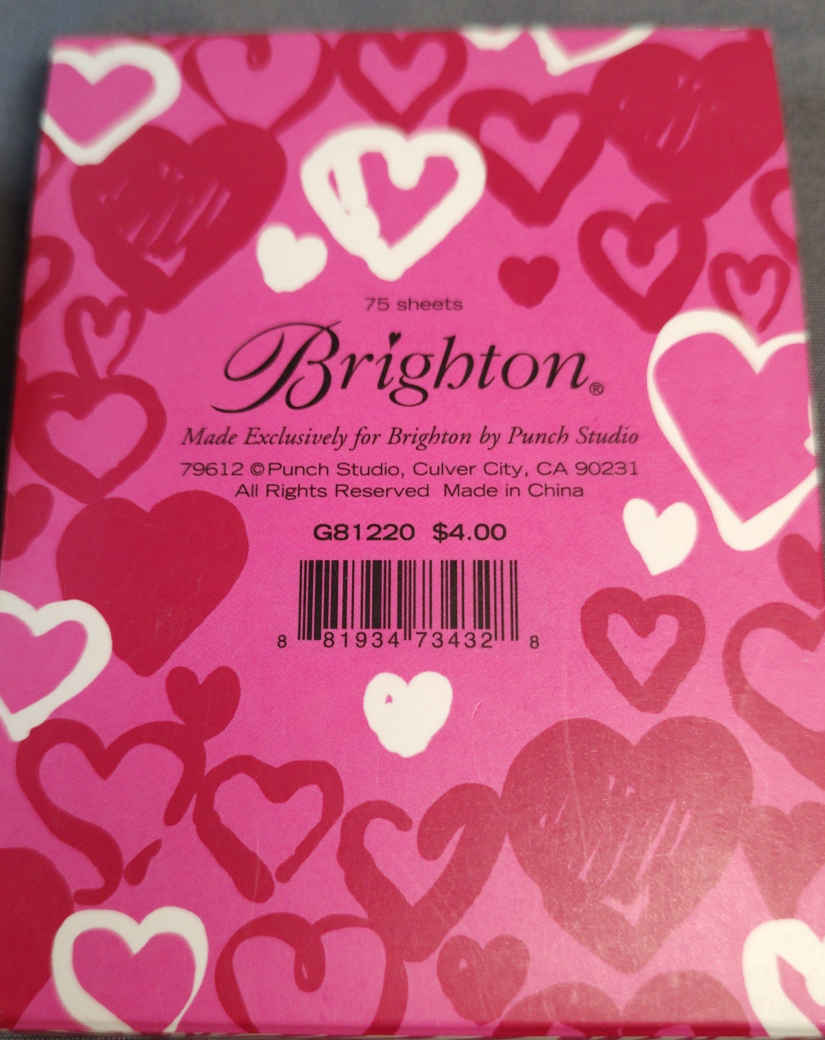 75 sheets
Brighton®
Made Exclusively for Brighton by Punch Studio
79612 ©Punch Studio, Culver City, CA 90231
All Rights Reserved Made in China
G81220 $4.00
8 81934 73432 8